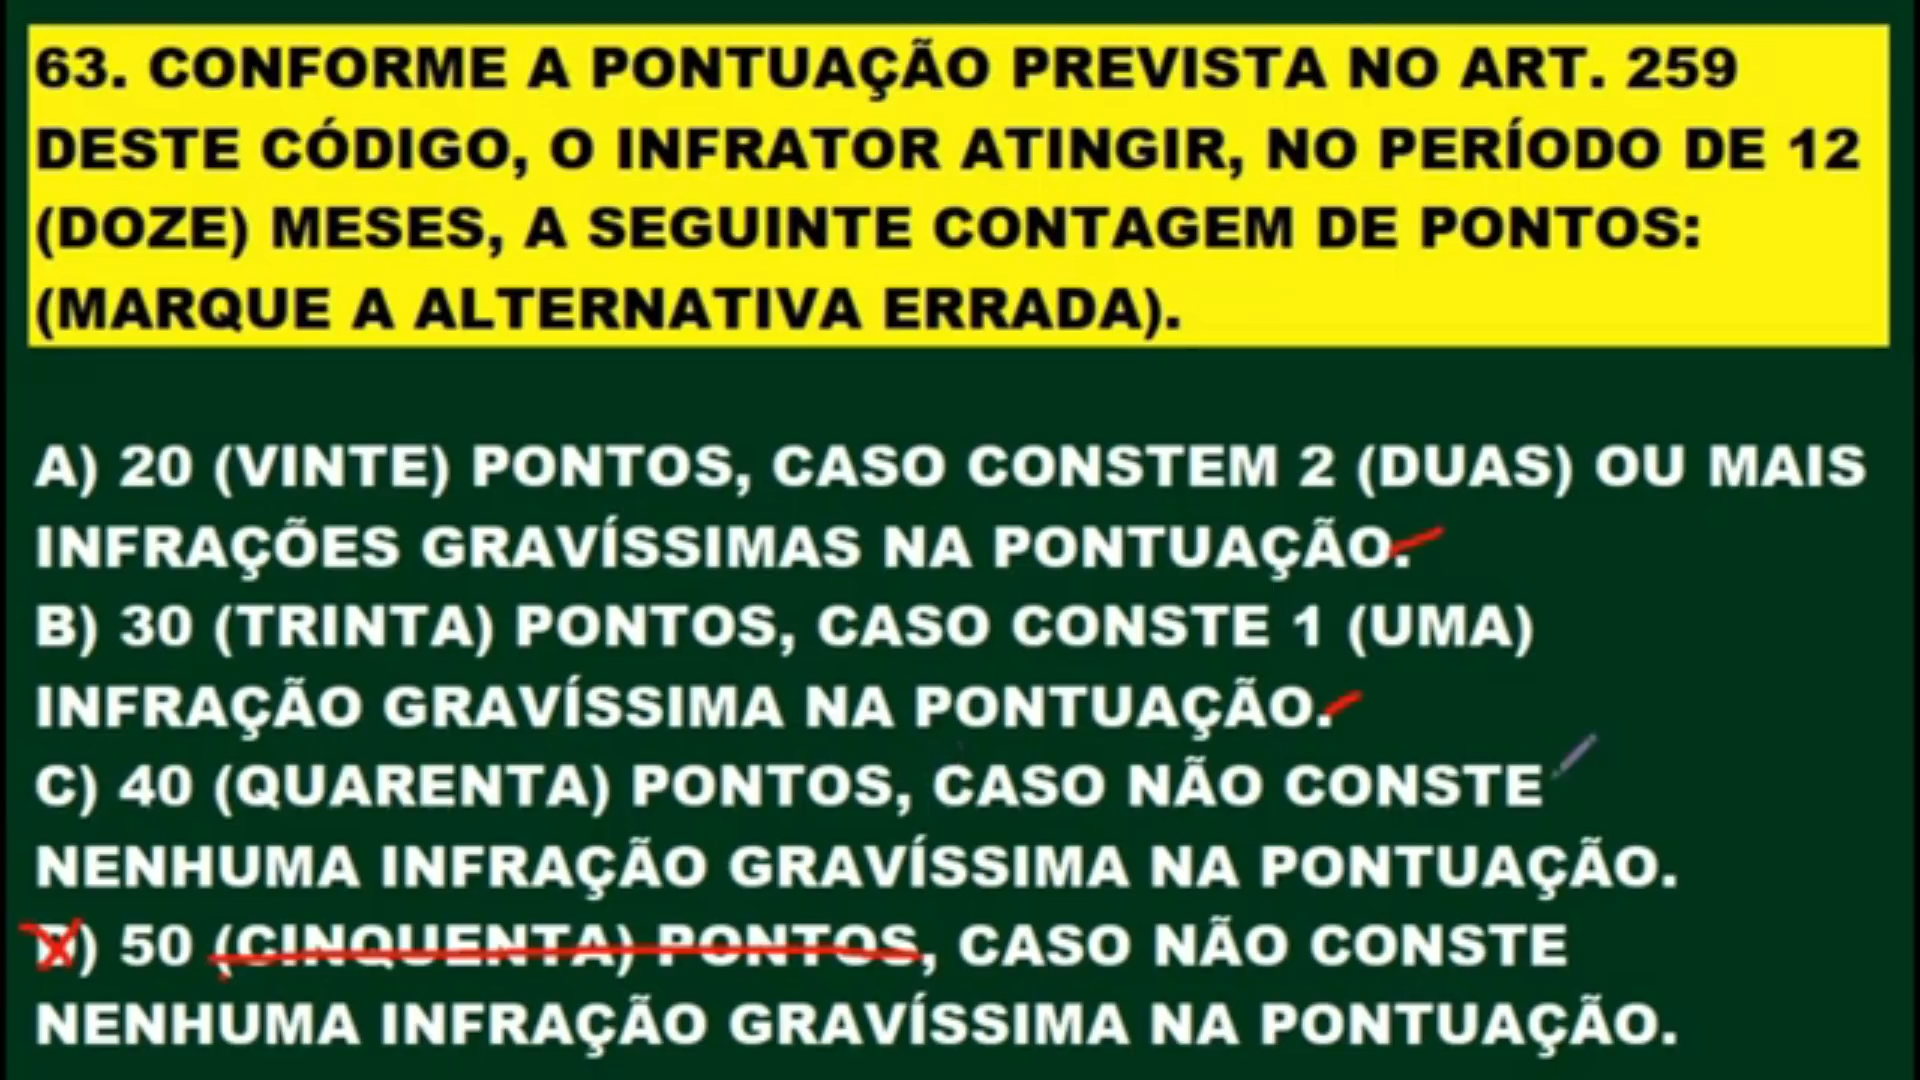 63. CONFORME A PONTUAÇÃO PREVISTA NO ART. 259
DESTE CÓDIGO, O INFRATOR ATINGIR, NO PERÍODO DE 12
(DOZE) MESES, A SEGUINTE CONTAGEM DE PONTOS:
(MARQUE A ALTERNATIVA ERRADA).
A) 20 (VINTE) PONTOS, CASO CONSTEM 2 (DUAS) OU MAIS
INFRAÇÕES GRAVÍSSIMAS NA PONTUAÇÃO.
B) 30 (TRINTA) PONTOS, CASO CONSTE 1 (UMA)
INFRAÇÃO GRAVÍSSIMA NA PONTUAÇÃO.
C) 40 (QUARENTA) PONTOS, CASO NÃO CONSTE
NENHUMA INFRAÇÃO GRAVÍSSIMA NA PONTUAÇÃO.
D) 50 (CINQUENTA) PONTOS, CASO NÃO CONSTE
NENHUMA INFRAÇÃO GRAVÍSSIMA NA PONTUAÇÃO.